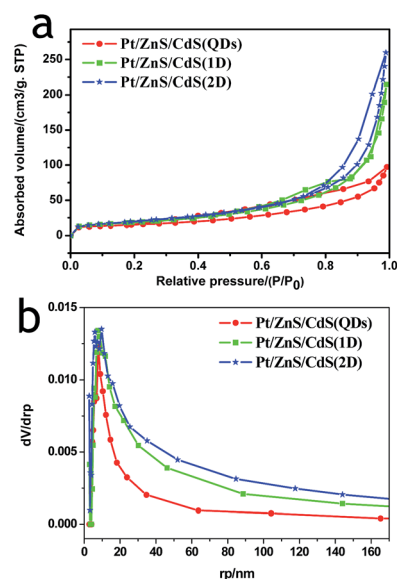 a
Pt/ZnS/CdS(QDs)
Pt/ZnS/CdS(1D)
Pt/ZnS/CdS(2D)
Absorbed volume/(cm3/g. STP)
350
300
250
200
150
100
50
0
0.0 0.2 0.4 0.6 0.8 1.0
Relative pressure/(P/P0)
b
Pt/ZnS/CdS(QDs)
Pt/ZnS/CdS(1D)
Pt/ZnS/CdS(2D)
dV/drp
0.015
0.010
0.005
0.000
0 20 40 60 80 100 120 140 160
rp/nm